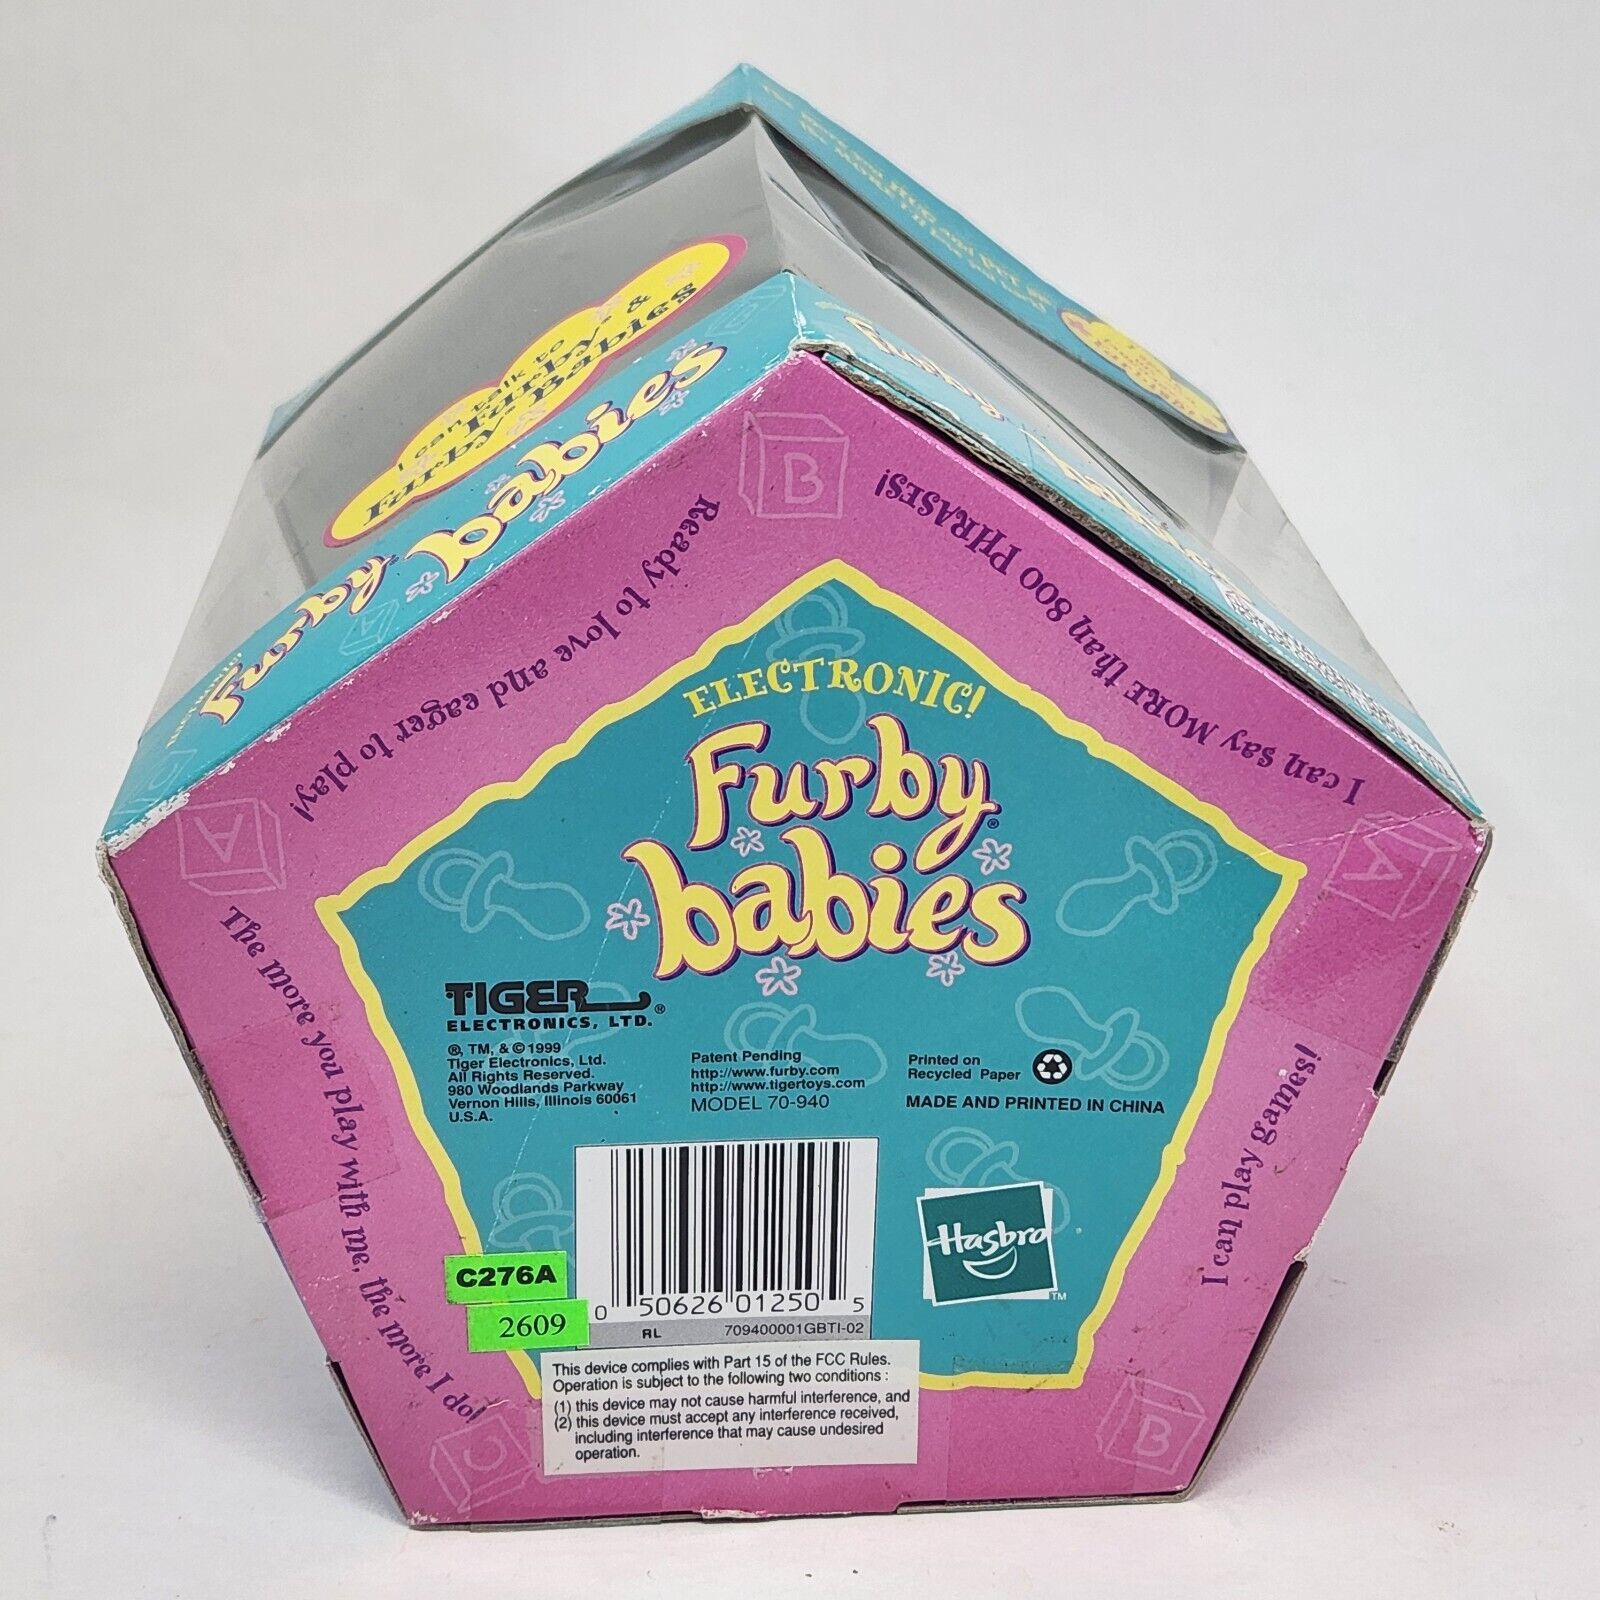 I can talk to
Furbys &
Furby Babies
Furby
babies
Furby
Ready to love and eager to play!
I can say MORE than 800 PHRASES!
The more you play with me, the more I do!
I can play games!
B
A
A
C
B
ELECTRONIC!
Furby®
babies
TIGER®
ELECTRONICS, LTD.
®, TM, & © 1999
Tiger Electronics, Ltd.
All Rights Reserved.
980 Woodlands Parkway
Vernon Hills, Illinois 60061
U.S.A.
Patent Pending
http://www.furby.com
http://www.tigertoys.com
MODEL 70-940
Printed on
Recycled Paper
MADE AND PRINTED IN CHINA
Hasbro
TM
C276A
2609
0 50626 01250 5
RL 709400001GBTI-02
This device complies with Part 15 of the FCC Rules.
Operation is subject to the following two conditions :
(1) this device may not cause harmful interference, and
(2) this device must accept any interference received,
including interference that may cause undesired
operation.